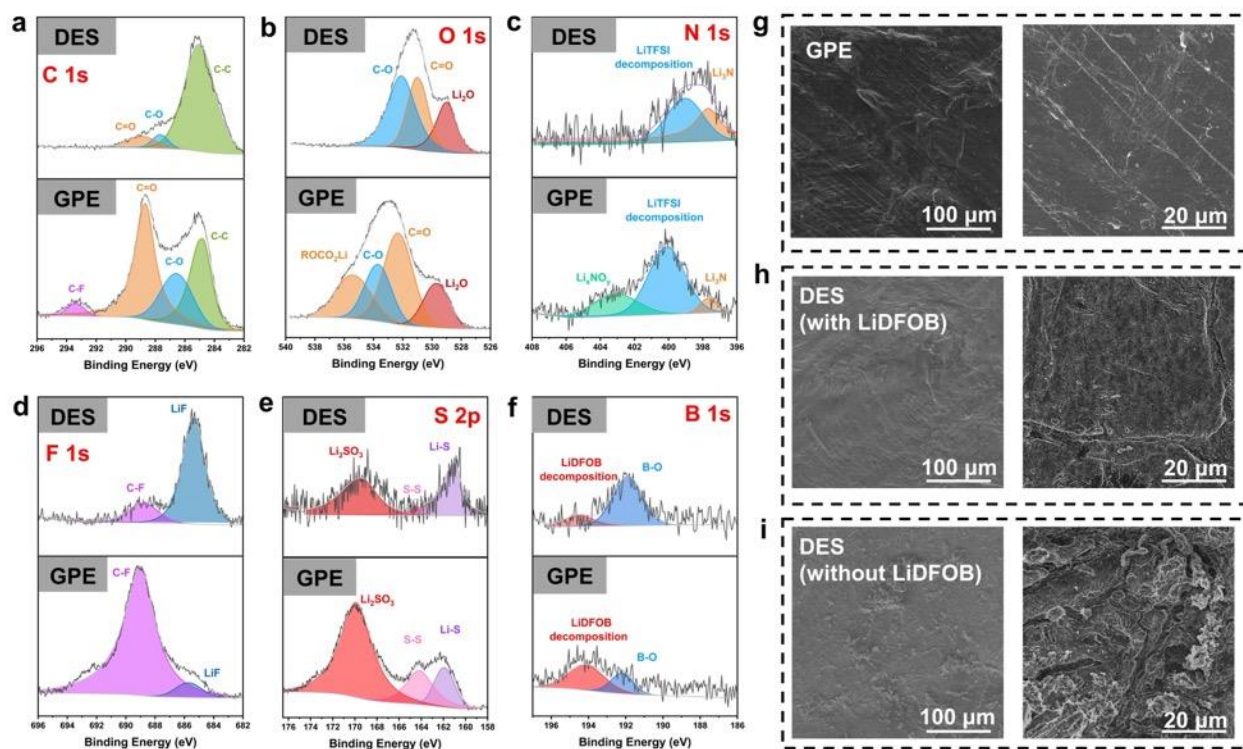 a
DES
C 1s
C-C
C=O
C-O
GPE
C=O
C-C
C-O
C-F
296 294 292 290 288 286 284 282
Binding Energy (eV)
b
DES
O 1s
C-O
C=O
Li₂O
GPE
C=O
ROCO₂Li
C-O
Li₂O
540 538 536 534 532 530 528 526
Binding Energy (eV)
c
DES
N 1s
LiTFSI
decomposition
Li₃N
GPE
LiTFSI
decomposition
LiₓNOᵧ
Li₃N
408 406 404 402 400 398 396
Binding Energy (eV)
d
DES
F 1s
LiF
C-F
GPE
C-F
LiF
696 694 692 690 688 686 684 682
Binding Energy (eV)
e
DES
S 2p
Li₂SO₃
S-S
Li-S
GPE
Li₂SO₃
S-S
Li-S
176 174 172 170 168 166 164 162 160 158
Binding Energy (eV)
f
DES
B 1s
LiDFOB
decomposition
B-O
GPE
LiDFOB
decomposition
B-O
196 194 192 190 188 186
Binding Energy (eV)
g
GPE
100 µm
20 µm
h
DES
(with LiDFOB)
100 µm
20 µm
i
DES
(without LiDFOB)
100 µm
20 µm